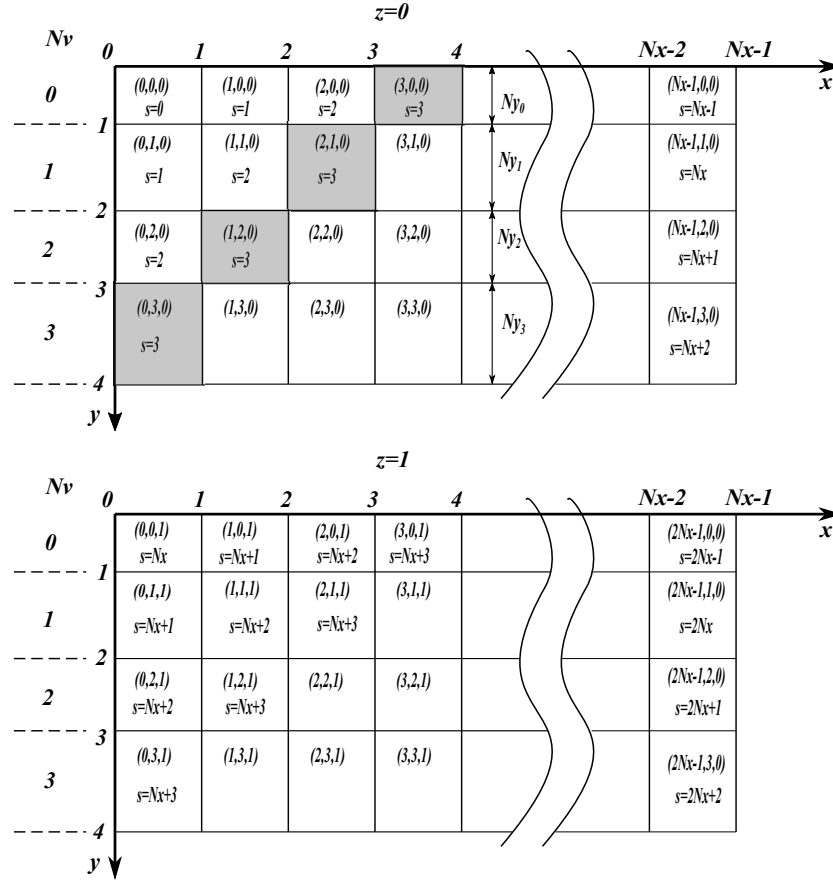 z=0
Nv 0 1 2 3 4 Nx-2 Nx-1
x
0 (0,0,0) (1,0,0) (2,0,0) (3,0,0) Ny0 (Nx-1,0,0)
s=0 s=1 s=2 s=3 s=Nx-1
1
1 (0,1,0) (1,1,0) (2,1,0) (3,1,0) Ny1 (Nx-1,1,0)
s=1 s=2 s=3 s=Nx
2
2 (0,2,0) (1,2,0) (2,2,0) (3,2,0) Ny2 (Nx-1,2,0)
s=2 s=3 s=Nx+1
3
3 (0,3,0) (1,3,0) (2,3,0) (3,3,0) Ny3 (Nx-1,3,0)
s=3 s=Nx+2
4
y
z=1
Nv 0 1 2 3 4 Nx-2 Nx-1
x
0 (0,0,1) (1,0,1) (2,0,1) (3,0,1) (2Nx-1,0,0)
s=Nx s=Nx+1 s=Nx+2 s=Nx+3 s=2Nx-1
1
1 (0,1,1) (1,1,1) (2,1,1) (3,1,1) (2Nx-1,1,0)
s=Nx+1 s=Nx+2 s=Nx+3 s=2Nx
2
2 (0,2,1) (1,2,1) (2,2,1) (3,2,1) (2Nx-1,2,0)
s=Nx+2 s=Nx+3 s=2Nx+1
3
3 (0,3,1) (1,3,1) (2,3,1) (3,3,1) (2Nx-1,3,0)
s=Nx+3 s=2Nx+2
4
y